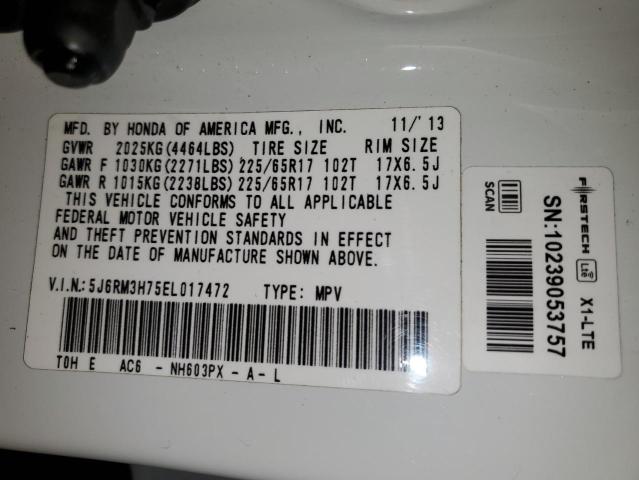 MFD. BY HONDA OF AMERICA MFG., INC. 11/'13
GVWR 2025KG(4464LBS) TIRE SIZE RIM SIZE
GAWR F 1030KG(2271LBS) 225/65R17 102T 17X6.5J
GAWR R 1015KG(2238LBS) 225/65R17 102T 17X6.5J
THIS VEHICLE CONFORMS TO ALL APPLICABLE
FEDERAL MOTOR VEHICLE SAFETY
AND THEFT PREVENTION STANDARDS IN EFFECT
ON THE DATE OF MANUFACTURE SHOWN ABOVE.
V.I.N.:5J6RM3H75EL017472 TYPE: MPV
TOH E AC6 - NH603PX - A - L
FIRSTECH Lte X1-LTE
SN:10239053757
SCAN